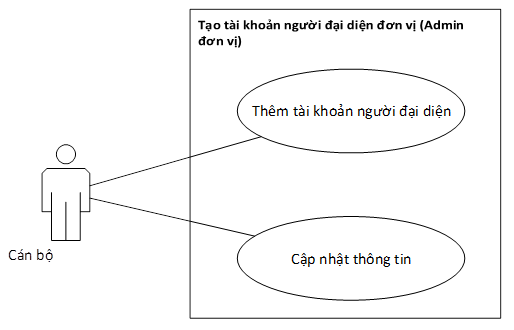 Tạo tài khoản người đại diện đơn vị (Admin
đơn vị)
Thêm tài khoản người đại diện
Cán bộ
Cập nhật thông tin